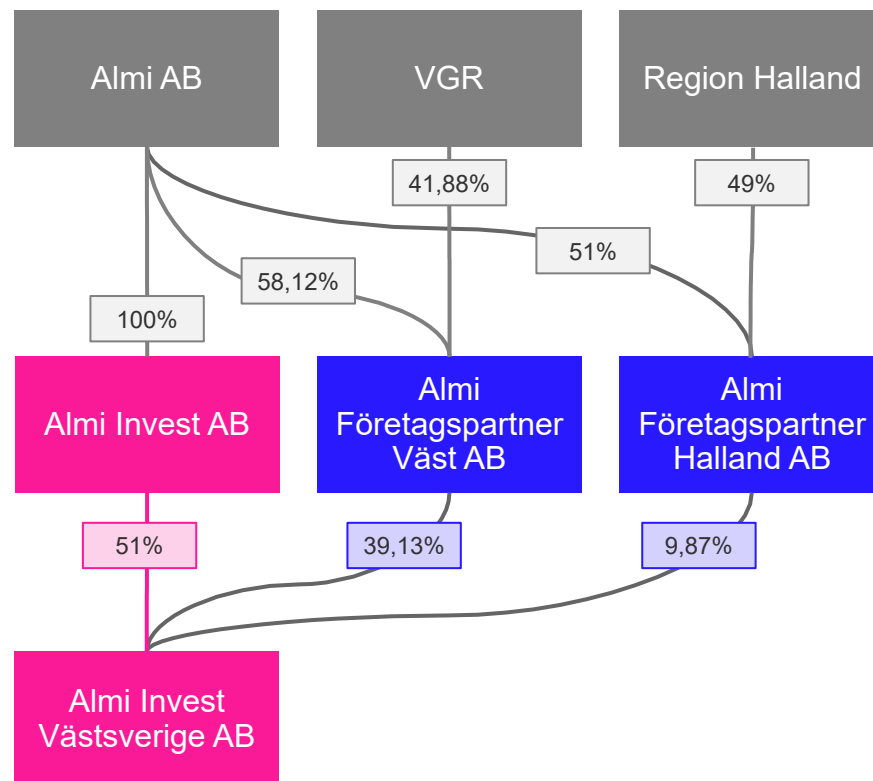 Almi AB
VGR
Region Halland
41,88%
49%
51%
58,12%
100%
Almi Invest AB
Almi
Företagspartner
Väst AB
Almi
Företagspartner
Halland AB
51%
39,13%
9,87%
Almi Invest
Västsverige AB